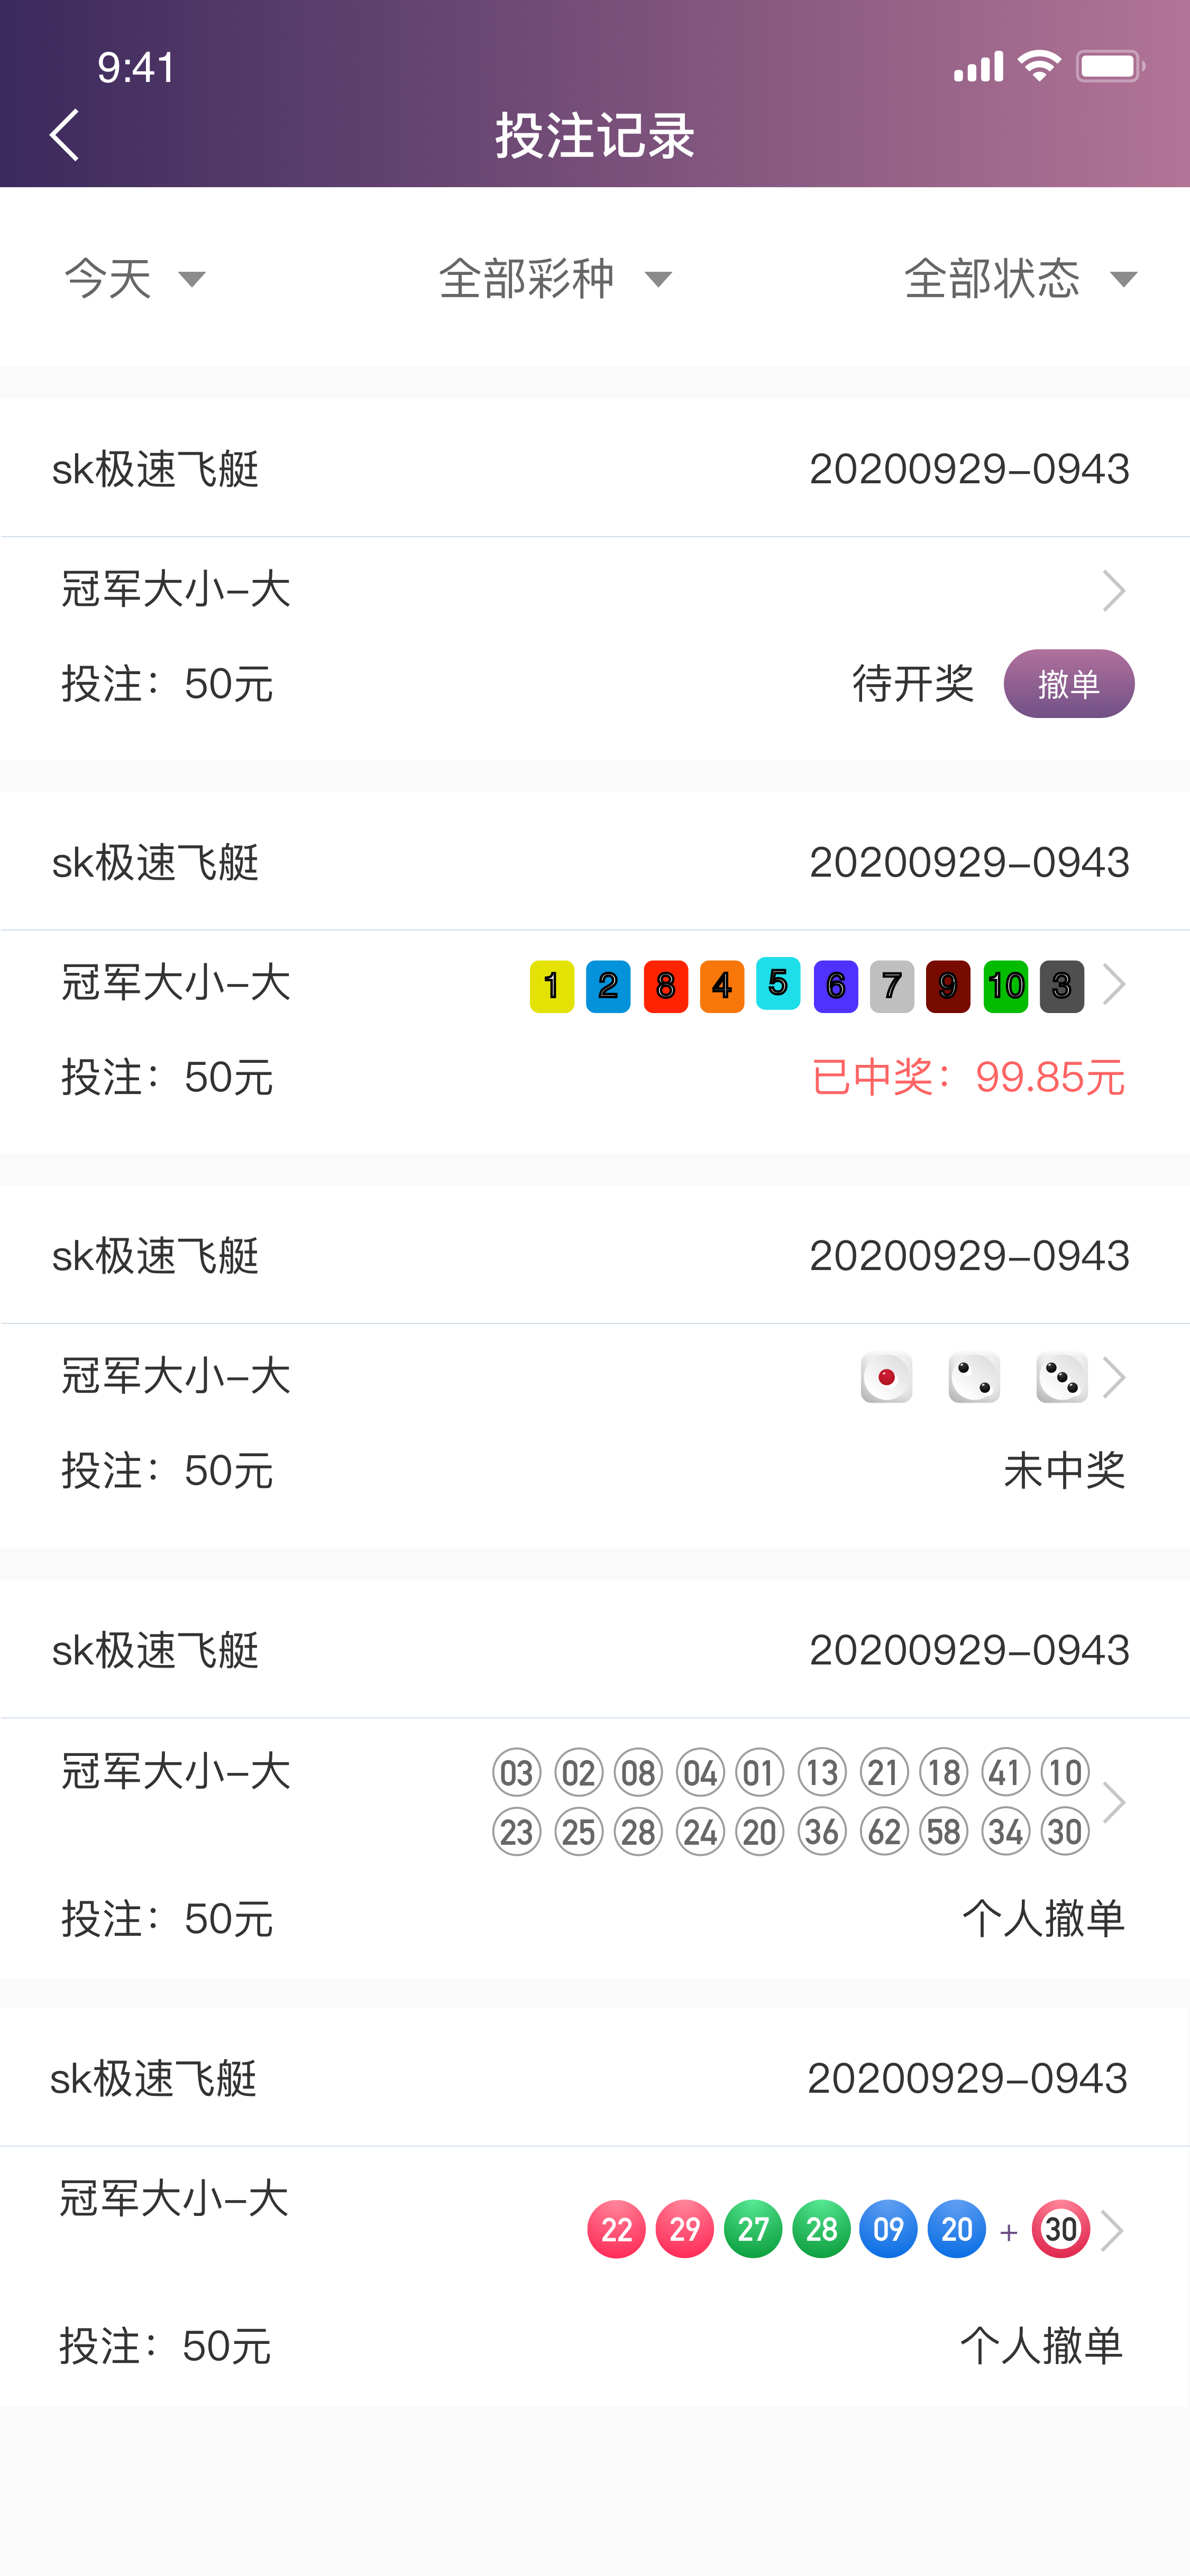 9:41
投注记录
今天 全部彩种 全部状态
sk极速飞艇 20200929-0943
冠军大小-大
投注：50元 待开奖 撤单
sk极速飞艇 20200929-0943
冠军大小-大 1 2 8 4 5 6 7 9 10 3
投注：50元 已中奖：99.85元
sk极速飞艇 20200929-0943
冠军大小-大
投注：50元 未中奖
sk极速飞艇 20200929-0943
冠军大小-大 03 02 08 04 01 13 21 18 41 10
23 25 28 24 20 36 62 58 34 30
投注：50元 个人撤单
sk极速飞艇 20200929-0943
冠军大小-大
22 29 27 28 09 20 + 30
投注：50元 个人撤单